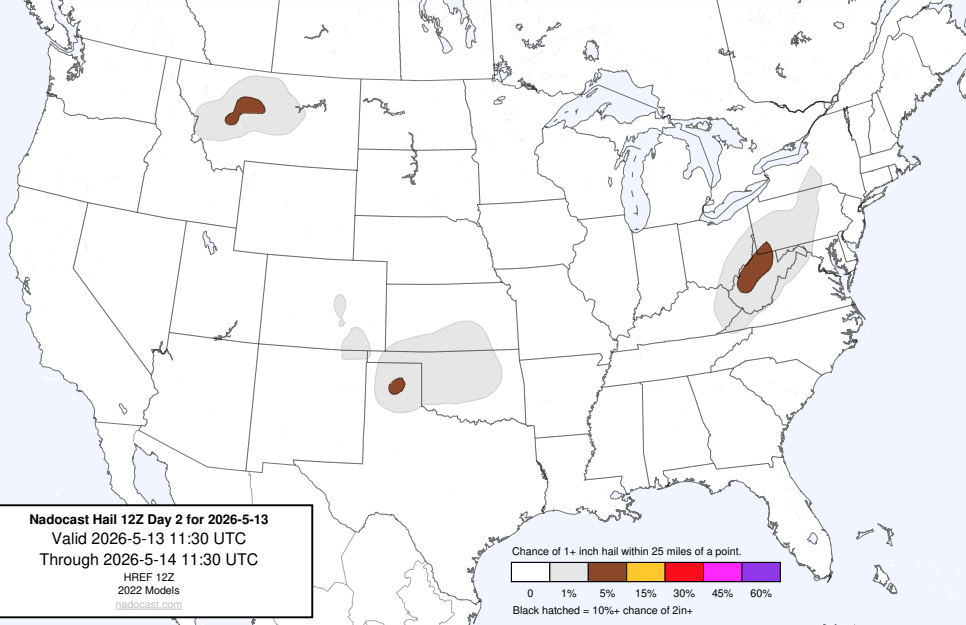 Nadocast Hail 12Z Day 2 for 2026-5-13
Valid 2026-5-13 11:30 UTC
Through 2026-5-14 11:30 UTC
HREF 12Z
2022 Models
nadocast.com
Chance of 1+ inch hail within 25 miles of a point.
0 1% 5% 15% 30% 45% 60%
Black hatched = 10%+ chance of 2in+